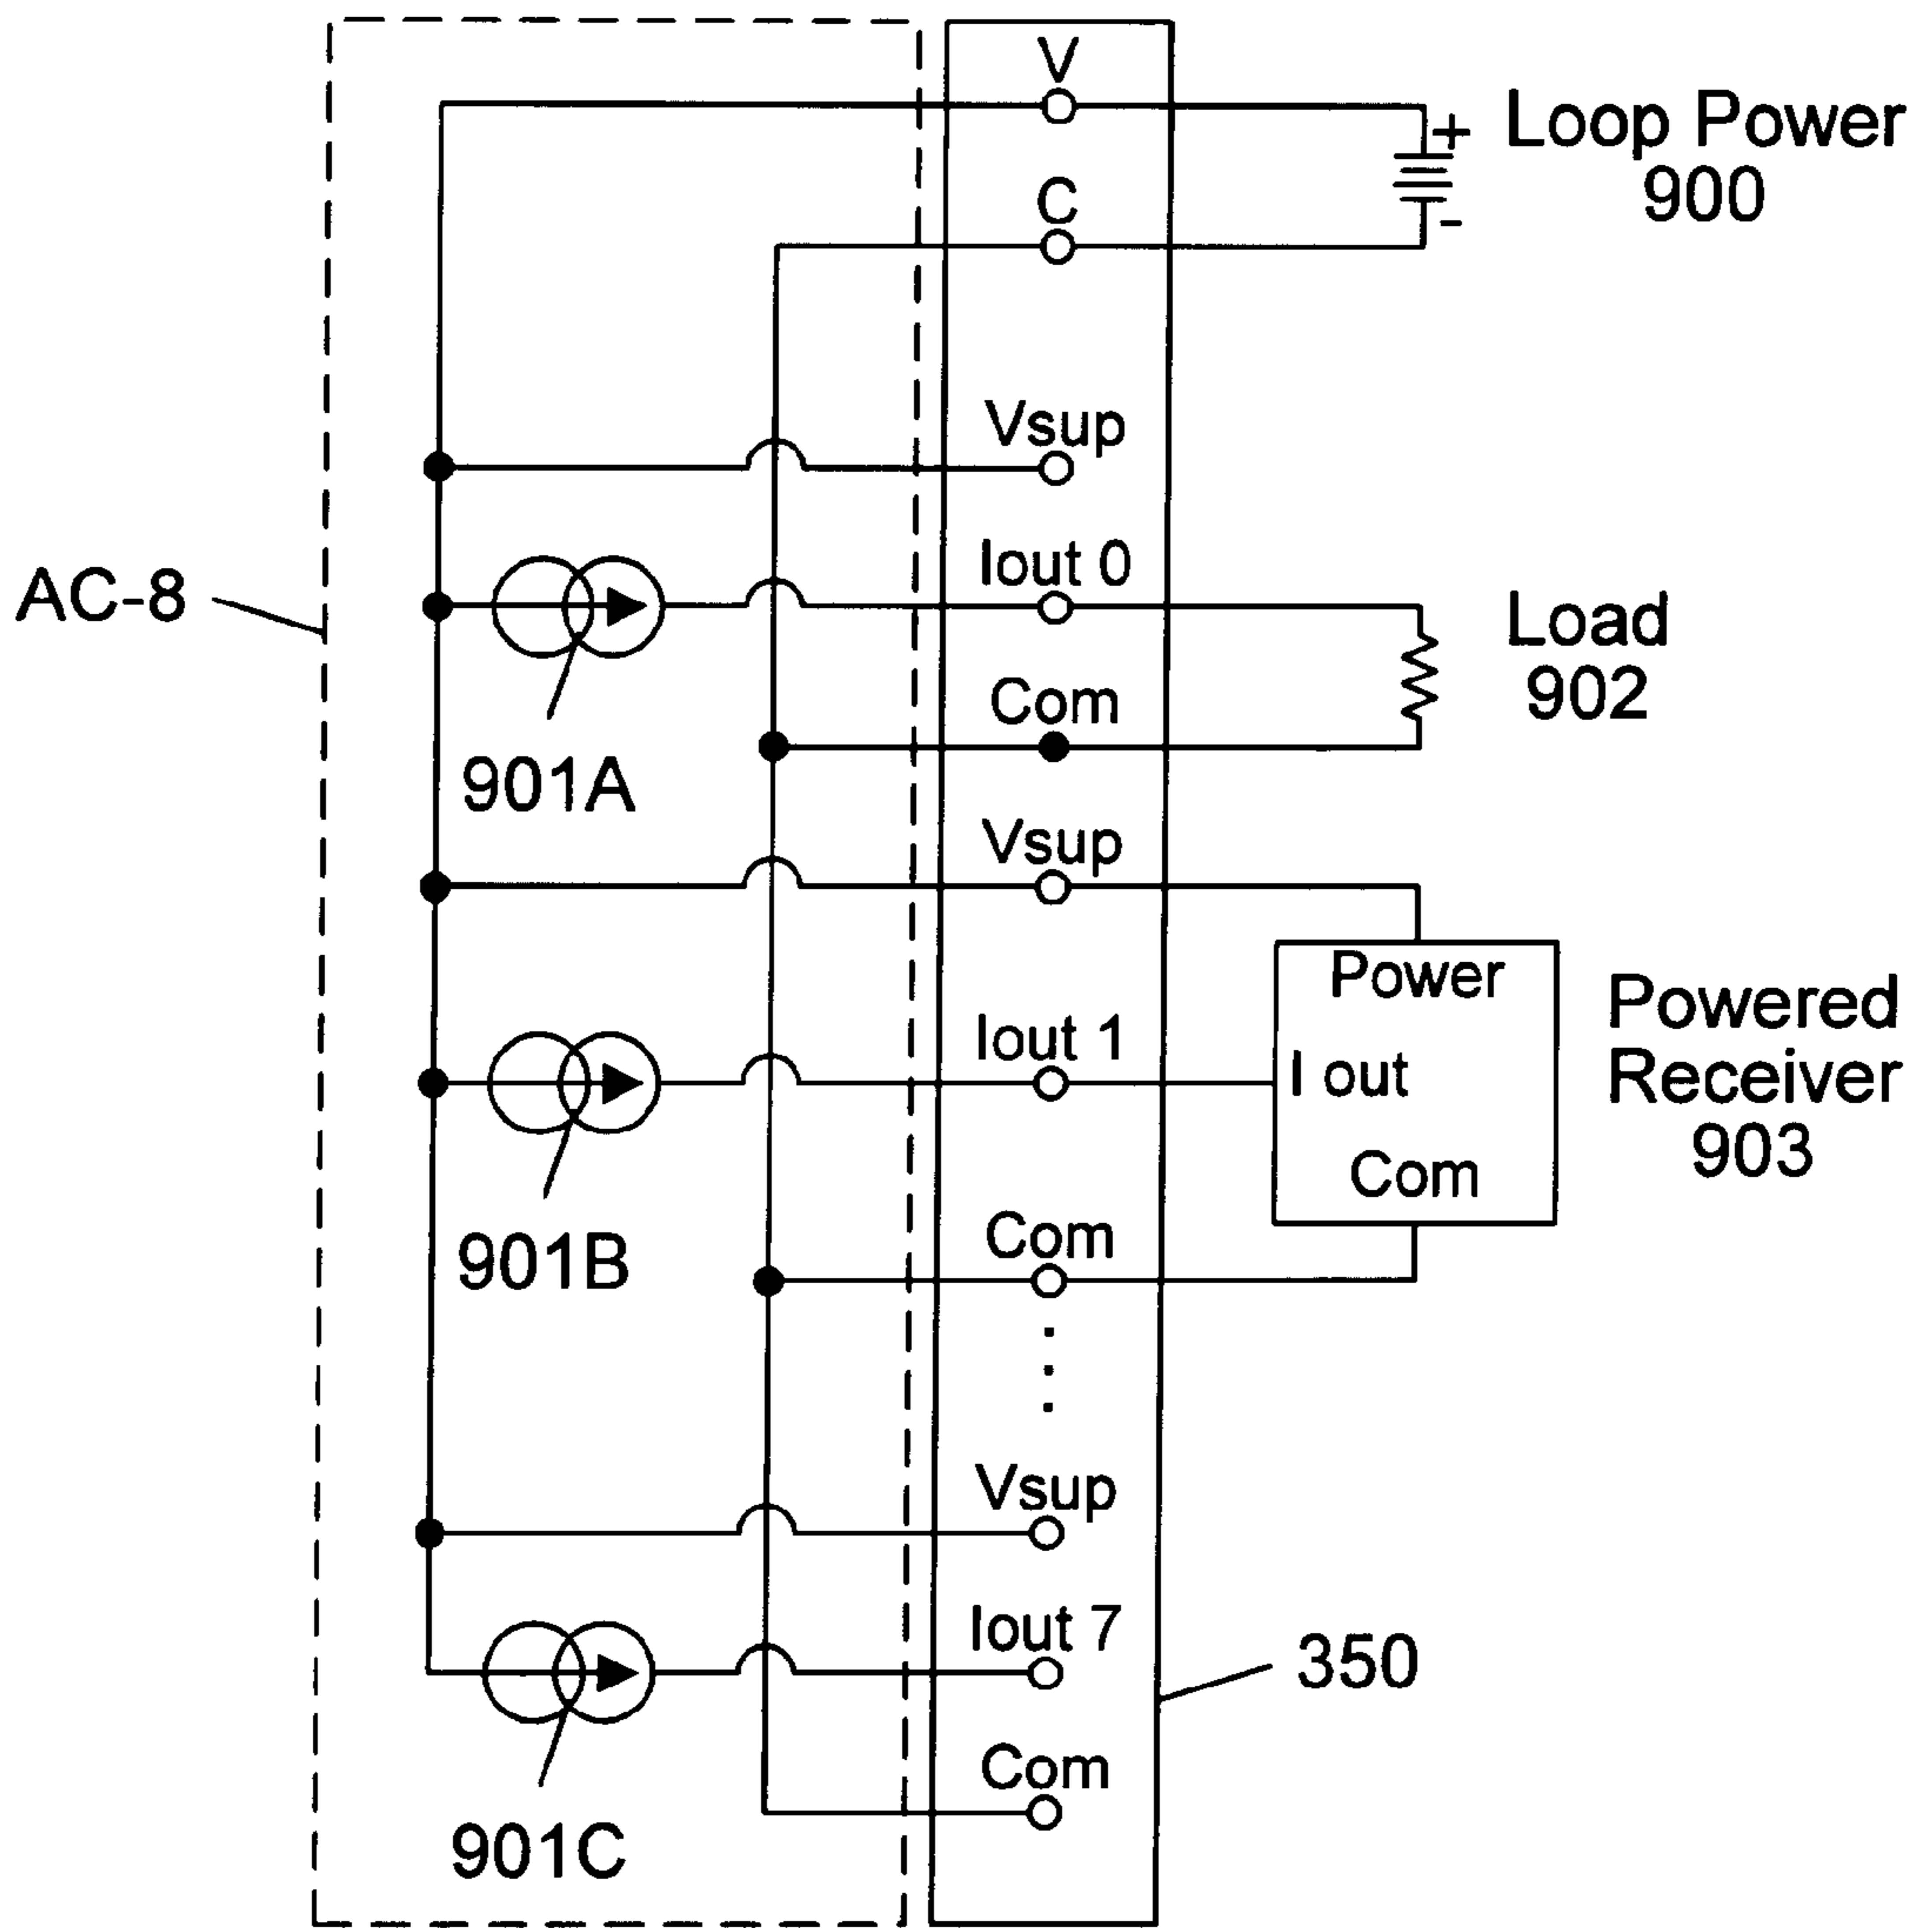 V
+
Loop Power
900
C
-
Vsup
Iout 0
AC-8
Load
902
Com
901A
Vsup
Power
Powered
Iout 1
I out
Receiver
903
Com
Com
901B
Vsup
Iout 7
350
Com
901C